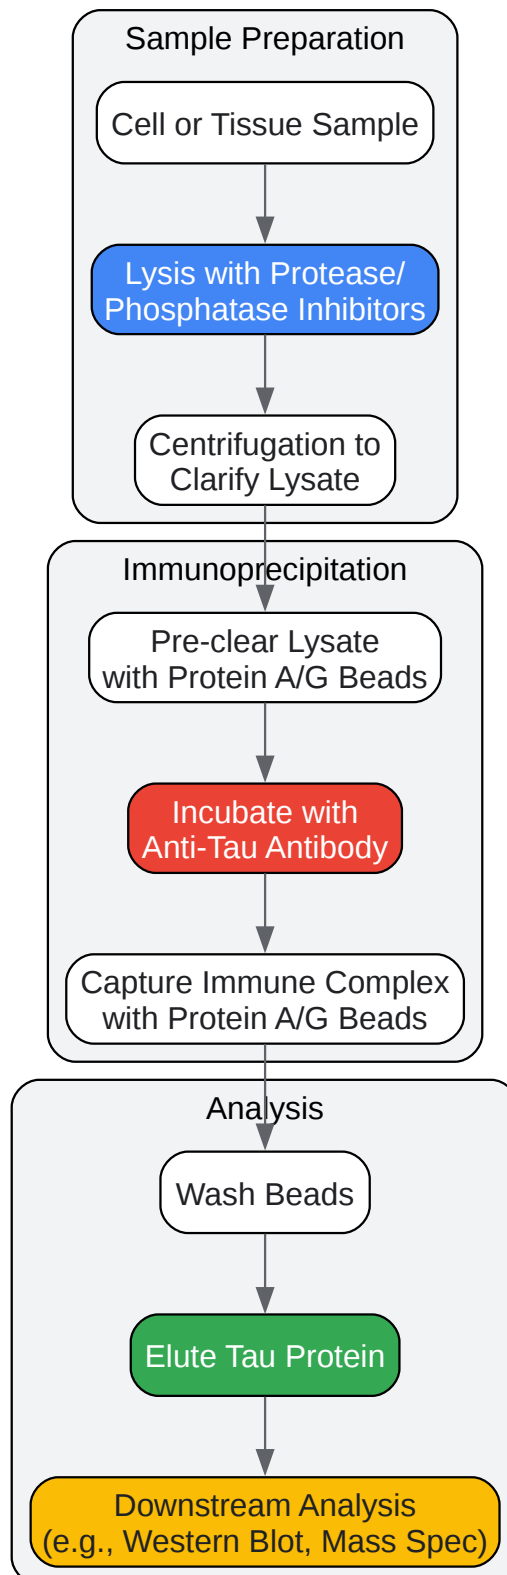 Sample Preparation
Cell or Tissue Sample
Lysis with Protease/
Phosphatase Inhibitors
Centrifugation to
Clarify Lysate
Immunoprecipitation
Pre-clear Lysate
with Protein A/G Beads
Incubate with
Anti-Tau Antibody
Capture Immune Complex
with Protein A/G Beads
Analysis
Wash Beads
Elute Tau Protein
Downstream Analysis
(e.g., Western Blot, Mass Spec)